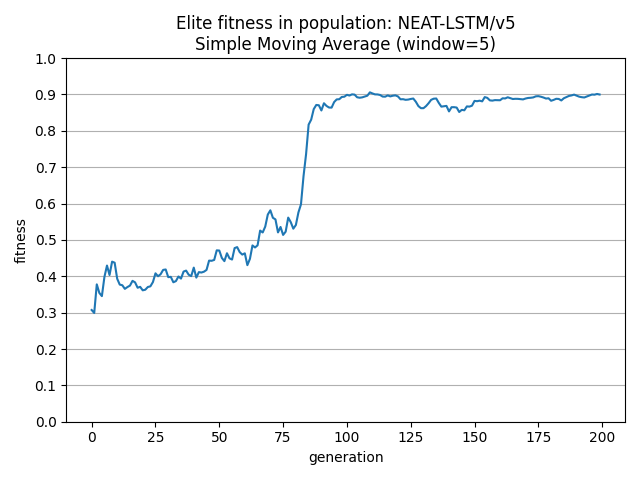 Elite fitness in population: NEAT-LSTM/v5
Simple Moving Average (window=5)
1.0
0.9
0.8
0.7
0.6
0.5
0.4
0.3
0.2
0.1
0.0
fitness
0 25 50 75 100 125 150 175 200
generation